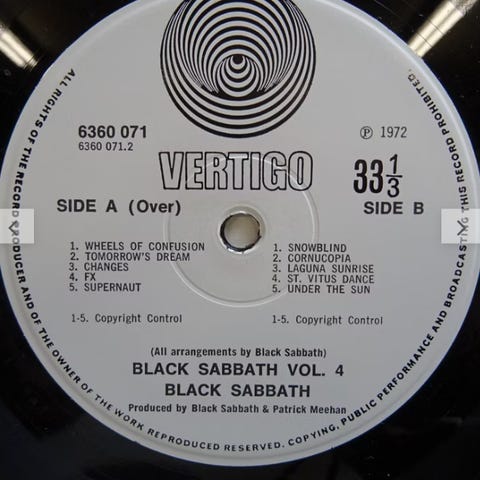 6360 071
6360 071.2
℗ 1972
VERTIGO
33 1/3
SIDE A (Over)
SIDE B
1. WHEELS OF CONFUSION
2. TOMORROW'S DREAM
3. CHANGES
4. FX
5. SUPERNAUT
1-5. Copyright Control
1. SNOWBLIND
2. CORNUCOPIA
3. LAGUNA SUNRISE
4. ST. VITUS DANCE
5. UNDER THE SUN
1-5. Copyright Control
(All arrangements by Black Sabbath)
BLACK SABBATH VOL. 4
BLACK SABBATH
Produced by Black Sabbath & Patrick Meehan
ALL RIGHTS OF THE RECORD PRODUCER AND OF THE OWNER OF THE WORK REPRODUCED RESERVED. COPYING, PUBLIC PERFORMANCE AND BROADCASTING THIS RECORD PROHIBITED.